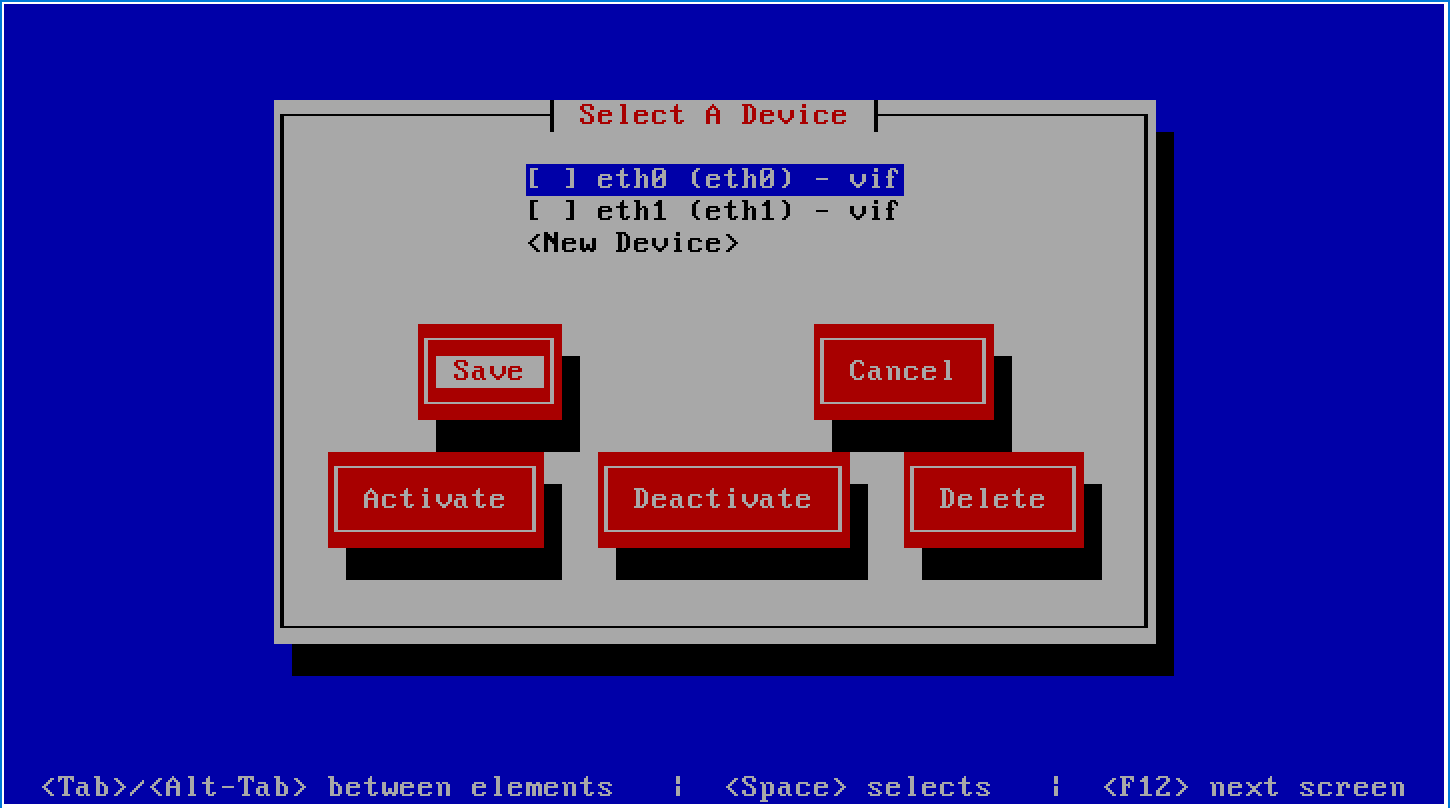 Select A Device
[ ] eth0 (eth0) - vif
[ ] eth1 (eth1) - vif
<New Device>
Save Cancel
Activate Deactivate Delete
<Tab>/<Alt-Tab> between elements | <Space> selects | <F12> next screen